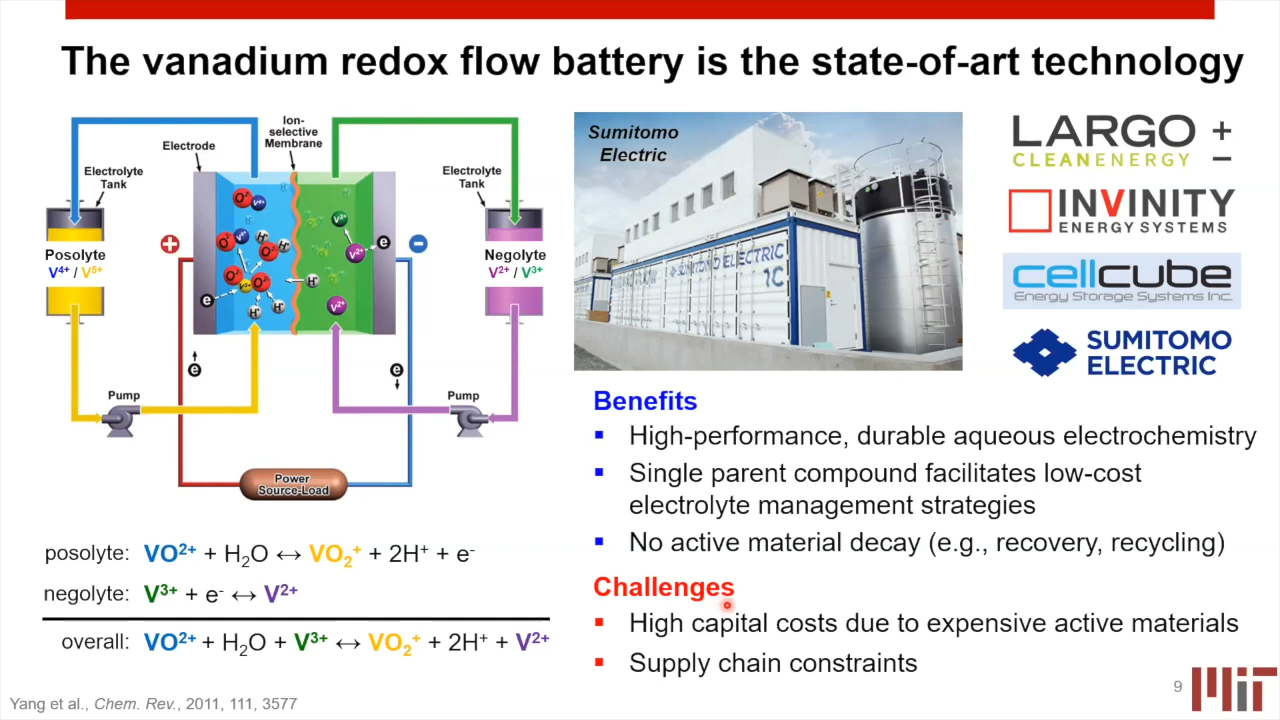 The vanadium redox flow battery is the state-of-art technology
Ion-
selective
Membrane
Electrode
Electrolyte
Tank
Electrolyte
Tank
Posolyte
V⁴⁺ / V⁵⁺
Negolyte
V²⁺ / V³⁺
Pump
Pump
Power
Source-Load
posolyte: VO²⁺ + H₂O ↔ VO₂⁺ + 2H⁺ + e⁻
negolyte: V³⁺ + e⁻ ↔ V²⁺
overall: VO²⁺ + H₂O + V³⁺ ↔ VO₂⁺ + 2H⁺ + V²⁺
Yang et al., Chem. Rev., 2011, 111, 3577
Sumitomo
Electric
SUMITOMO ELECTRIC
LARGO
CLEANENERGY
INVINITY
ENERGY SYSTEMS
cellcube
Energy Storage Systems Inc.
SUMITOMO
ELECTRIC
Benefits
▪ High-performance, durable aqueous electrochemistry
▪ Single parent compound facilitates low-cost
electrolyte management strategies
▪ No active material decay (e.g., recovery, recycling)
Challenges
▪ High capital costs due to expensive active materials
▪ Supply chain constraints
9
MIT